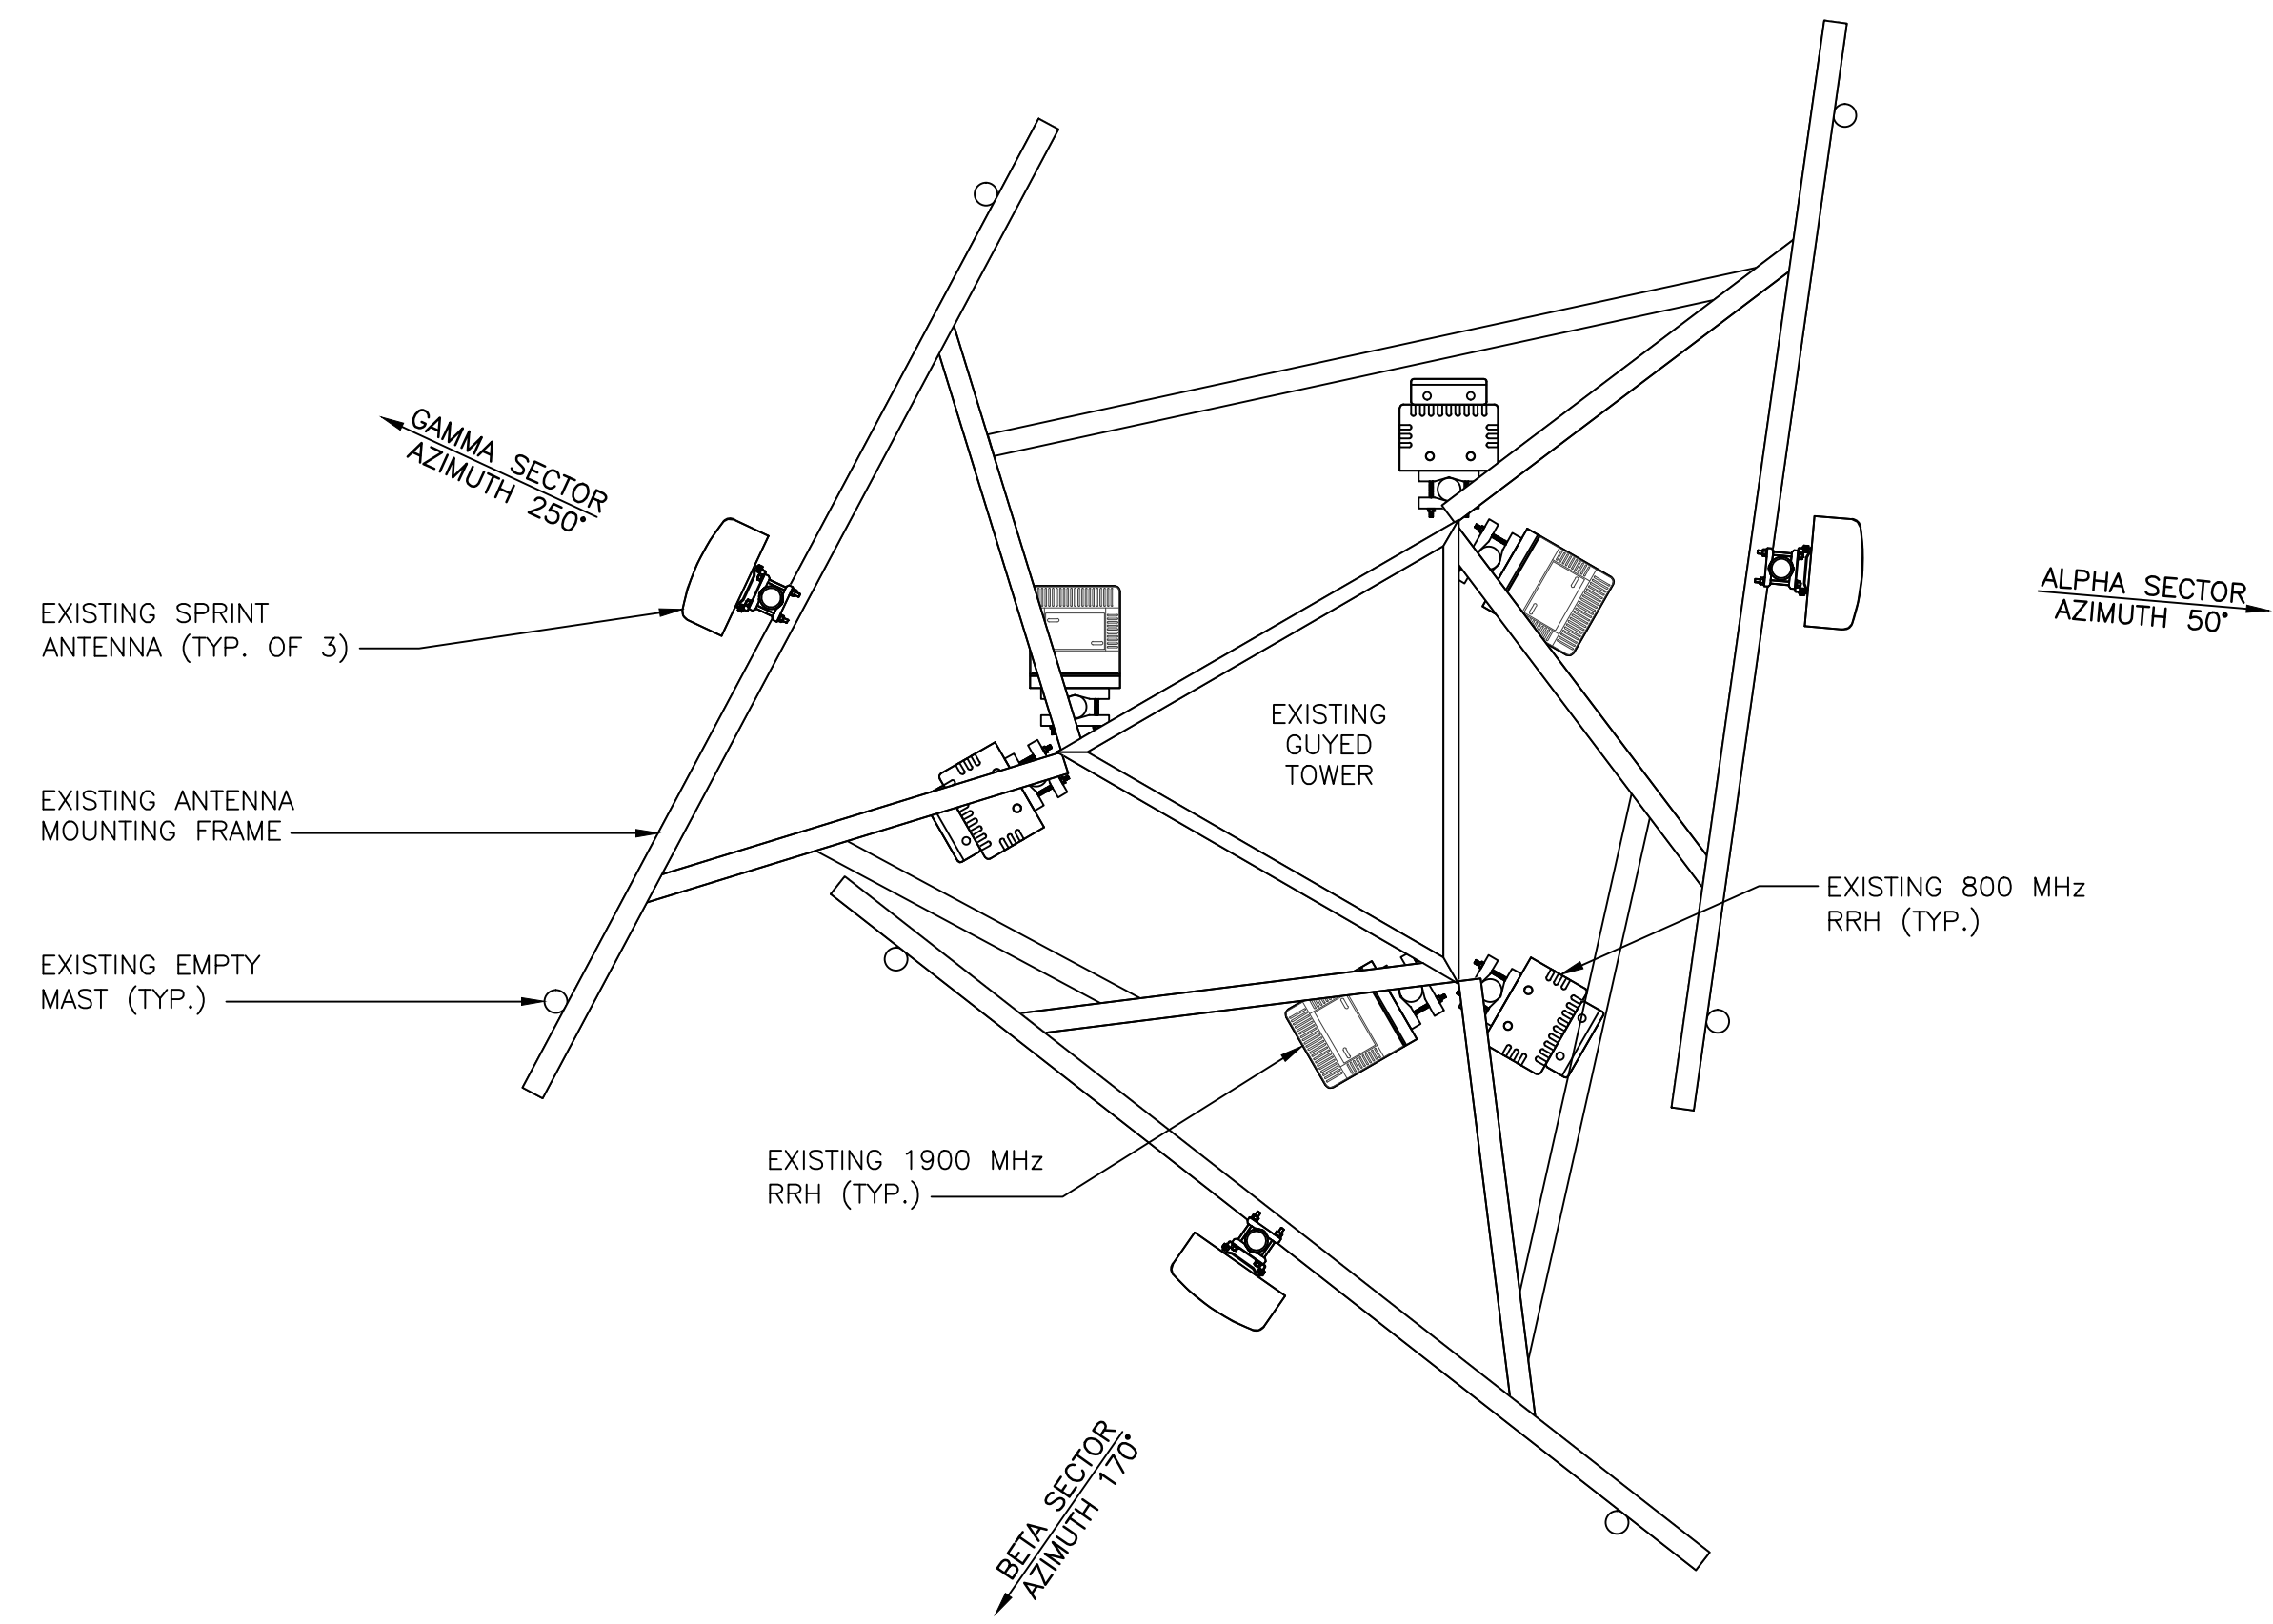 GAMMA SECTOR
AZIMUTH 250°
EXISTING SPRINT
ANTENNA (TYP. OF 3)
ALPHA SECTOR
AZIMUTH 50°
EXISTING
GUYED
TOWER
EXISTING ANTENNA
MOUNTING FRAME
EXISTING 800 MHz
RRH (TYP.)
EXISTING EMPTY
MAST (TYP.)
EXISTING 1900 MHz
RRH (TYP.)
BETA SECTOR
AZIMUTH 170°